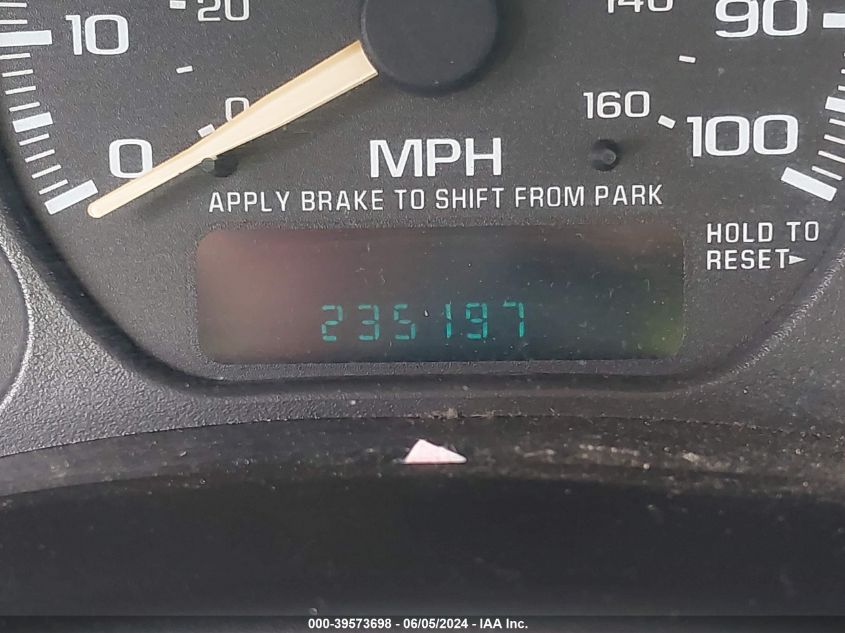 20 140
10 90
0 160
0 100
MPH
APPLY BRAKE TO SHIFT FROM PARK
HOLD TO
RESET
235197
000-39573698 - 06/05/2024 - IAA Inc.